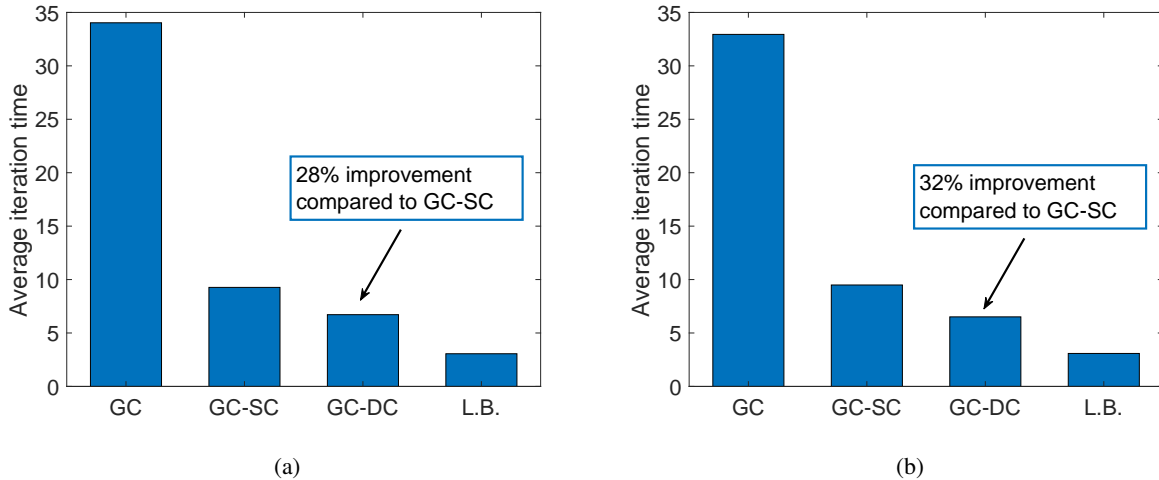 35
30
25
20
15
10
5
0
Average iteration time
28% improvement
compared to GC-SC
GC
GC-SC
GC-DC
L.B.
(a)
35
30
25
20
15
10
5
0
Average iteration time
32% improvement
compared to GC-SC
GC
GC-SC
GC-DC
L.B.
(b)